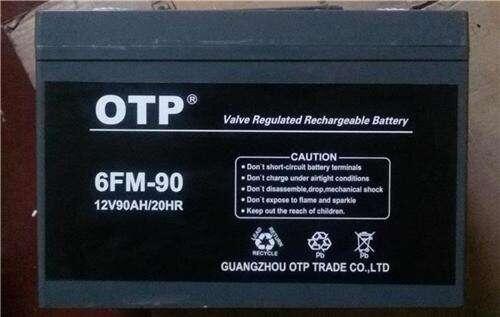 OTP®
Valve Regulated Rechargeable Battery
6FM-90
12V90AH/20HR
CAUTION
• Don`t short-circuit battery terminals
• Don`t charge under airtight conditions
• Don`t disassemble,drop,mechanical shock
• Don`t expose to flame and sparkle
• Keep out the reach of children.
LEAD RETURN
RECYCLE
Pb
GUANGZHOU OTP TRADE CO.,LTD